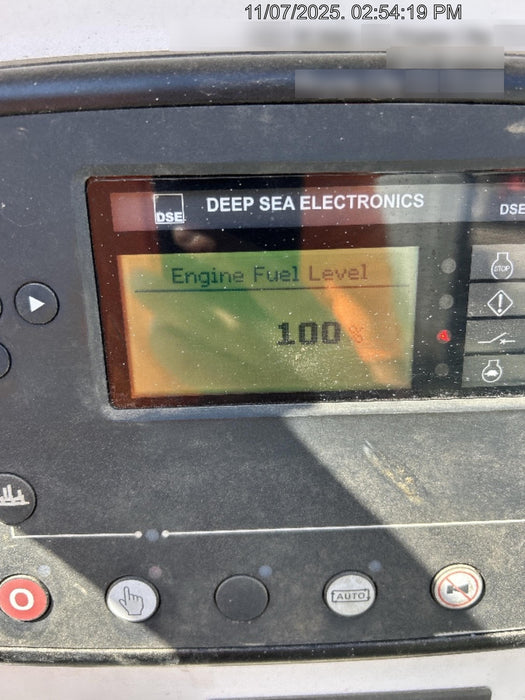 11/07/2025. 02:54:19 PM
DSE
DEEP SEA ELECTRONICS
DSE
Engine Fuel Level
100 %
STOP
AUTO